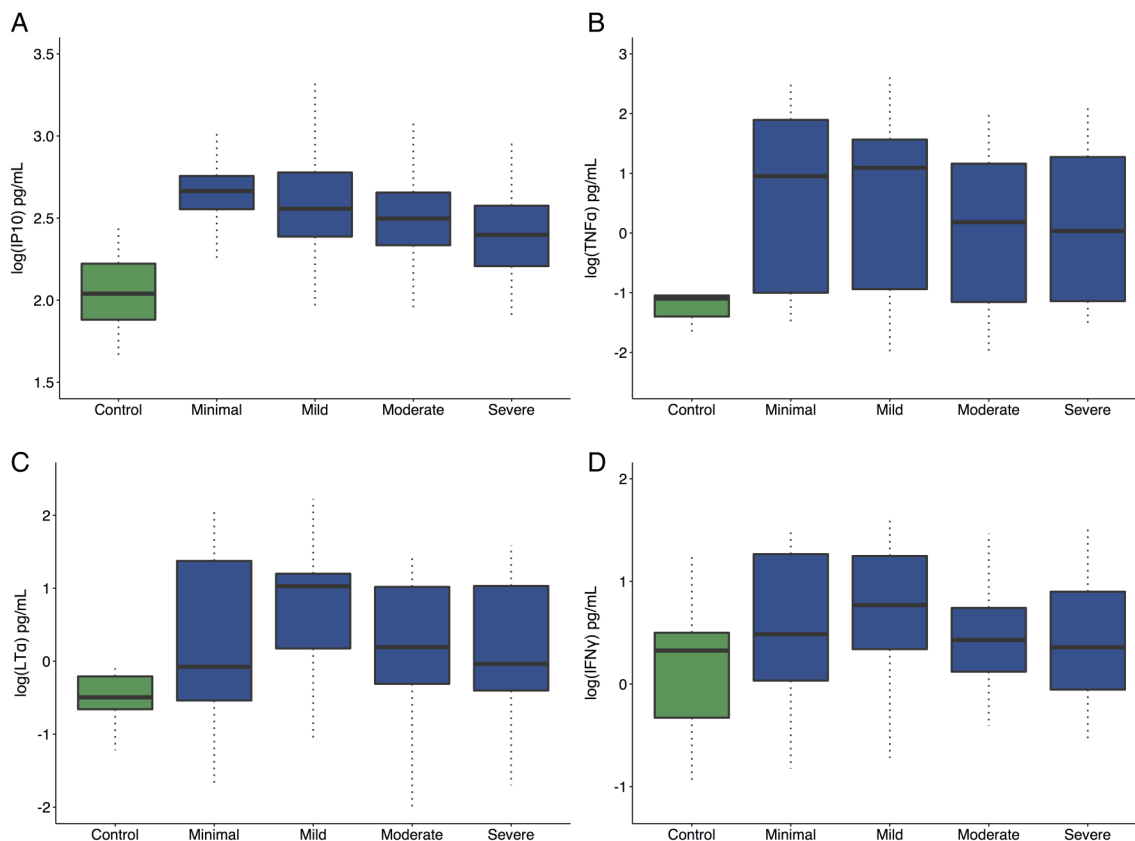 A
log(IP10) pg/mL
3.5
3.0
2.5
2.0
1.5
Control Minimal Mild Moderate Severe
B
log(TNFα) pg/mL
3
2
1
0
-1
-2
Control Minimal Mild Moderate Severe
C
log(LTα) pg/mL
2
1
0
-1
-2
Control Minimal Mild Moderate Severe
D
log(IFNγ) pg/mL
2
1
0
-1
Control Minimal Mild Moderate Severe